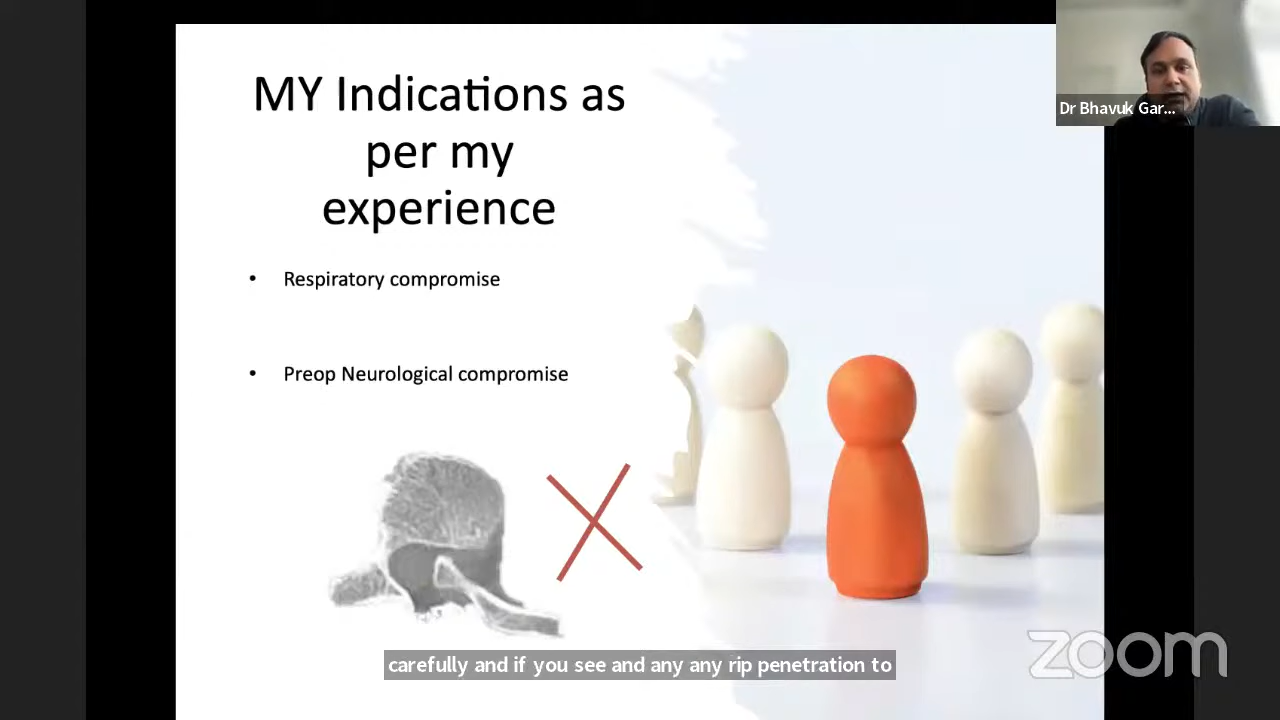 MY Indications as
per my
experience
• Respiratory compromise
• Preop Neurological compromise
Dr Bhavuk Gar...
carefully and if you see and any any rip penetration to
zoom